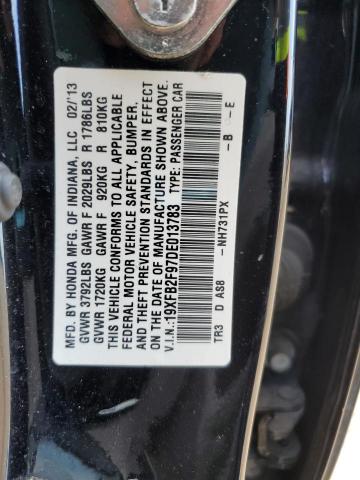 MFD. BY HONDA MFG. OF INDIANA, LLC 02/'13
GVWR 3792LBS GAWR F 2029LBS R 1786LBS
GVWR 1720KG GAWR F 920KG R 810KG
THIS VEHICLE CONFORMS TO ALL APPLICABLE
FEDERAL MOTOR VEHICLE SAFETY, BUMPER,
AND THEFT PREVENTION STANDARDS IN EFFECT
ON THE DATE OF MANUFACTURE SHOWN ABOVE.
V.I.N.:19XFB2F97DE013783 TYPE: PASSENGER CAR
TR3 D AS8 -NH731PX -B -E